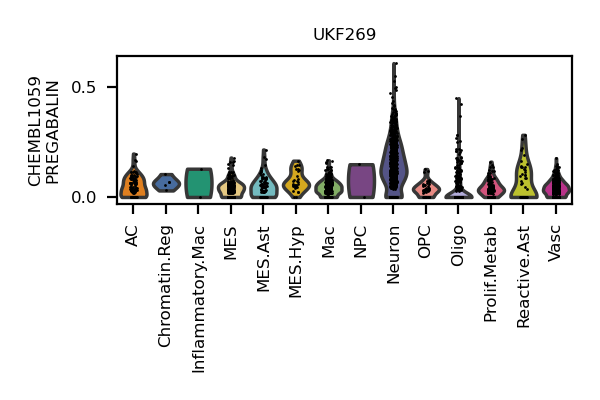 UKF269
CHEMBL1059
PREGABALIN
0.5
0.0
AC
Chromatin.Reg
Inflammatory.Mac
MES
MES.Ast
MES.Hyp
Mac
NPC
Neuron
OPC
Oligo
Prolif.Metab
Reactive.Ast
Vasc